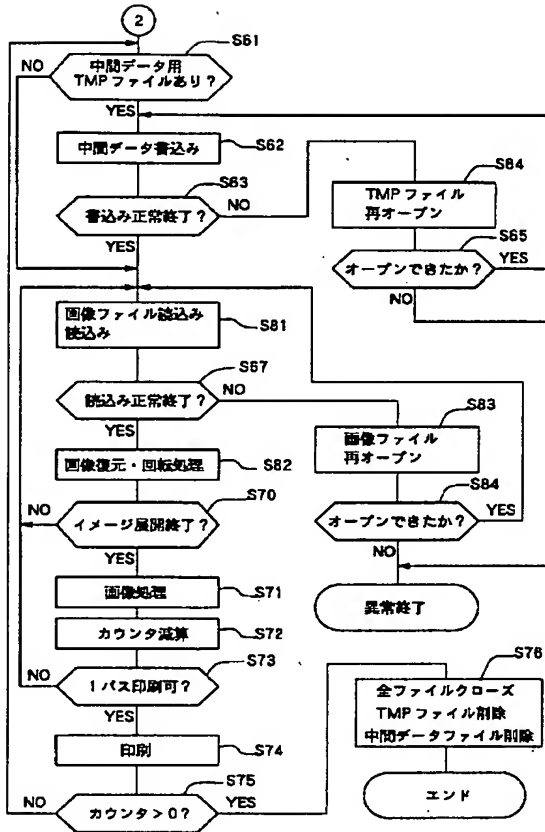 2
S61
NO
中間データ用
TMPファイルあり?
YES
中間データ書込み
S62
S63
書込み正常終了?
NO
YES
S64
TMPファイル
再オープン
S65
オープンできたか?
YES
NO
画像ファイル読込み
読込み
S81
S67
読込み正常終了?
NO
YES
S83
画像ファイル
再オープン
画像復元・回転処理
S82
S84
オープンできたか?
YES
NO
S70
NO
イメージ展開終了?
YES
異常終了
画像処理
S71
カウンタ減算
S72
S73
NO
1パス印刷可?
YES
S76
全ファイルクローズ
TMPファイル削除
中間データファイル削除
印刷
S74
S75
NO
カウンタ>0?
YES
エンド